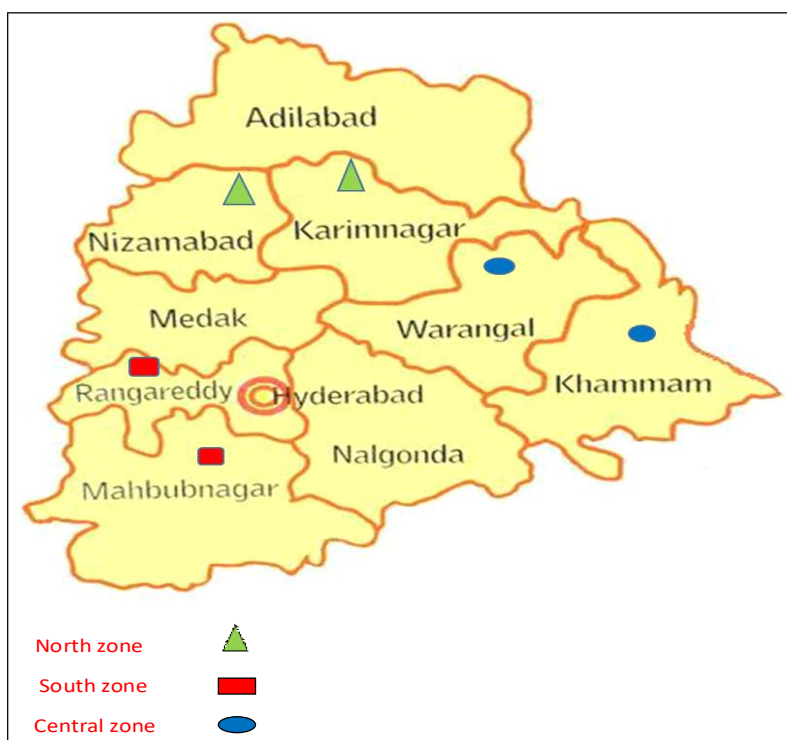 Adilabad
Nizamabad
Karimnagar
Medak
Warangal
Rangareddy
Hyderabad
Khammam
Nalgonda
Mahbubnagar
North zone
South zone
Central zone